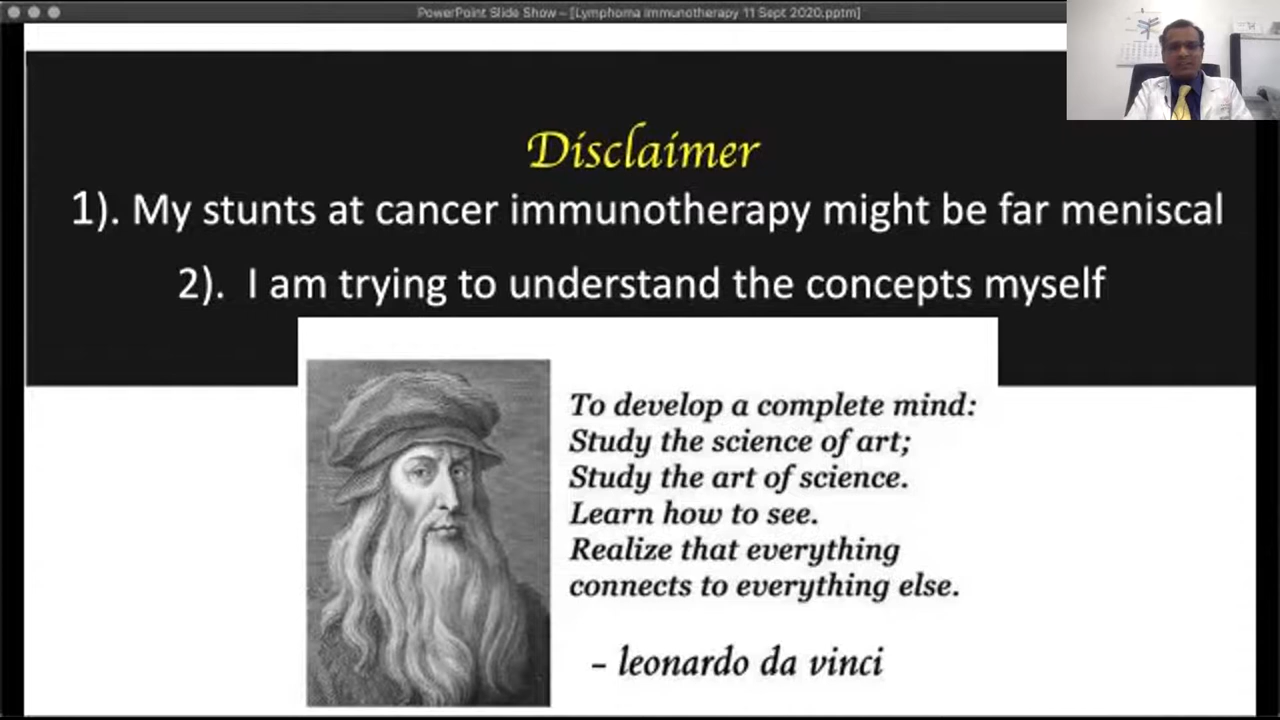 PowerPoint Slide Show – [Lymphoma immunotherapy 11 Sept 2020.pptm]
Disclaimer
1). My stunts at cancer immunotherapy might be far meniscal
2). I am trying to understand the concepts myself
To develop a complete mind:
Study the science of art;
Study the art of science.
Learn how to see.
Realize that everything
connects to everything else.
– leonardo da vinci